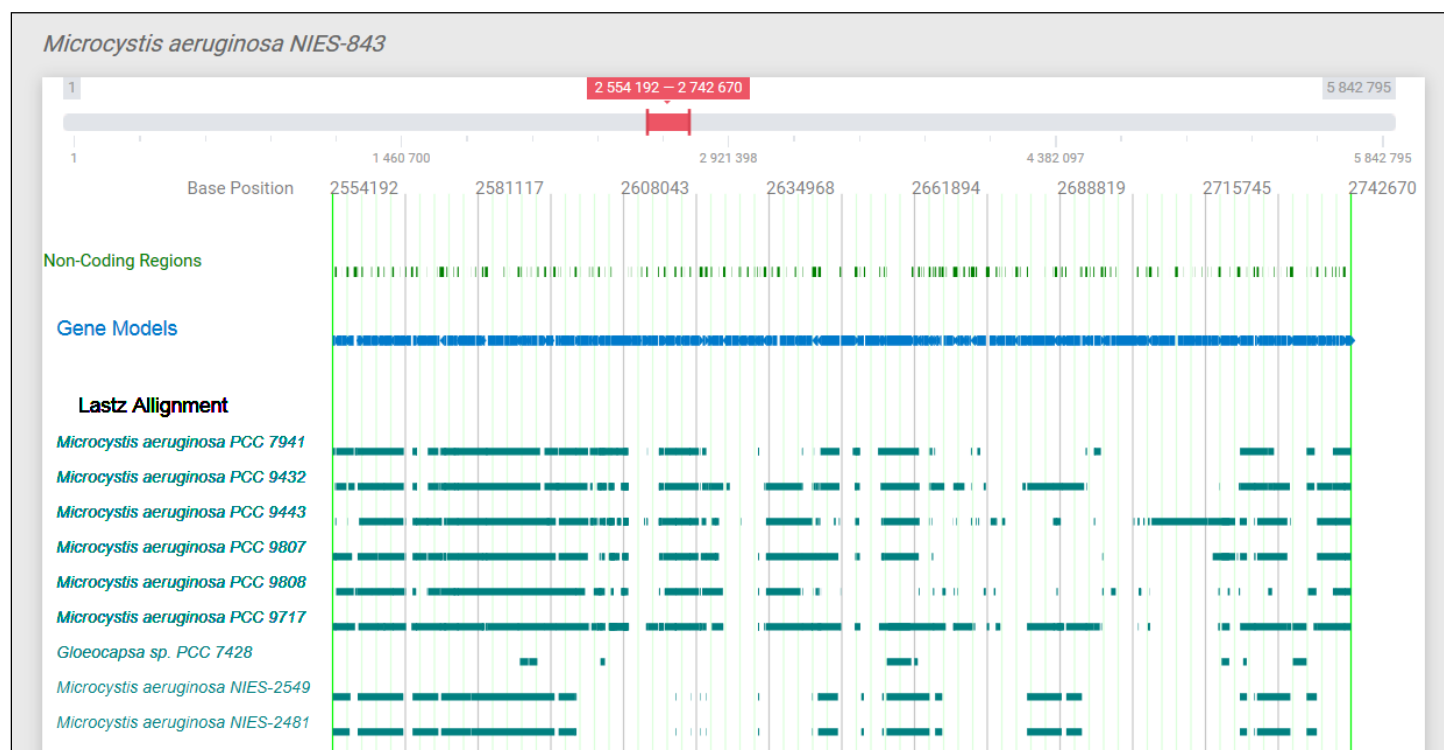 Microcystis aeruginosa NIES-843
1 2 554 192 – 2 742 670 5 842 795
1 1 460 700 2 921 398 4 382 097 5 842 795
Base Position 2554192 2581117 2608043 2634968 2661894 2688819 2715745 2742670
Non-Coding Regions
Gene Models
Lastz Allignment
Microcystis aeruginosa PCC 7941
Microcystis aeruginosa PCC 9432
Microcystis aeruginosa PCC 9443
Microcystis aeruginosa PCC 9807
Microcystis aeruginosa PCC 9808
Microcystis aeruginosa PCC 9717
Gloeocapsa sp. PCC 7428
Microcystis aeruginosa NIES-2549
Microcystis aeruginosa NIES-2481